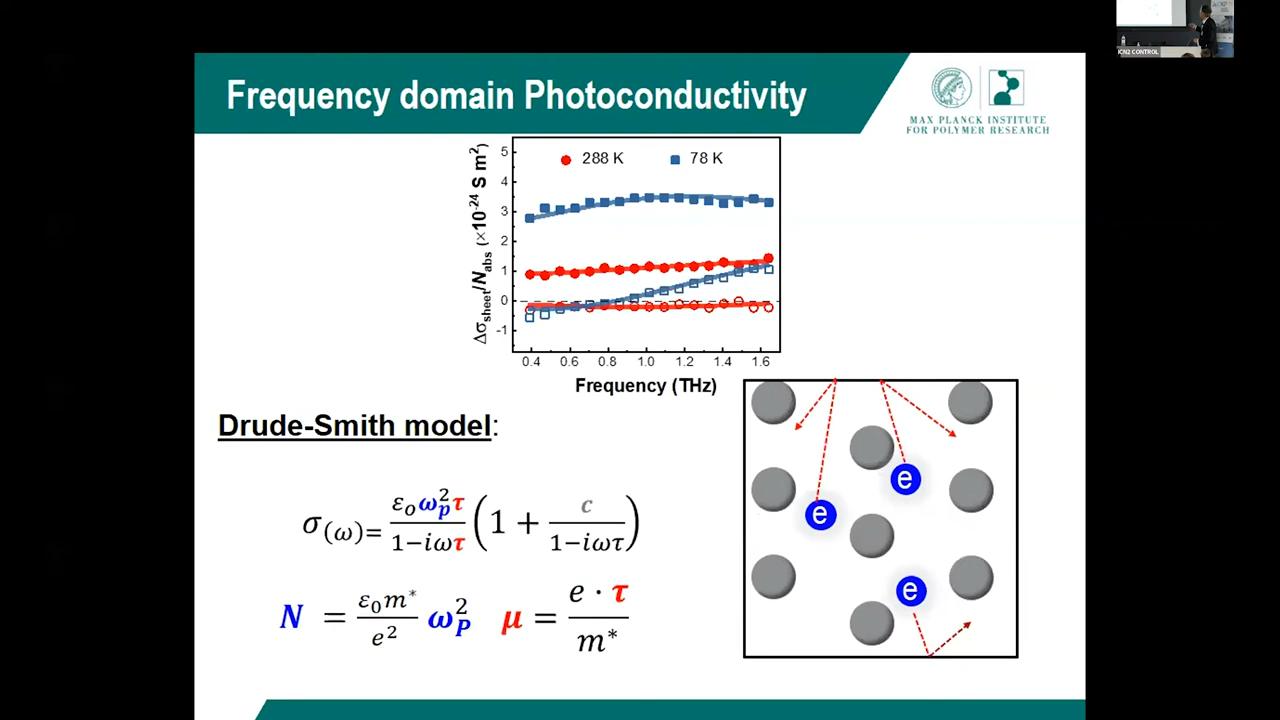 ICN2 CONTROL
Frequency domain Photoconductivity
MAX PLANCK INSTITUTE
FOR POLYMER RESEARCH
Δσsheet/Nabs (×10⁻²⁴ S m²)
5
4
3
2
1
0
-1
288 K
78 K
0.4 0.6 0.8 1.0 1.2 1.4 1.6
Frequency (THz)
Drude-Smith model:
σ(ω)= ε₀ωp²τ/1−iωτ (1 + c/1−iωτ)
N = ε₀m*/e² ωP² μ = e · τ/m*
e
e
e